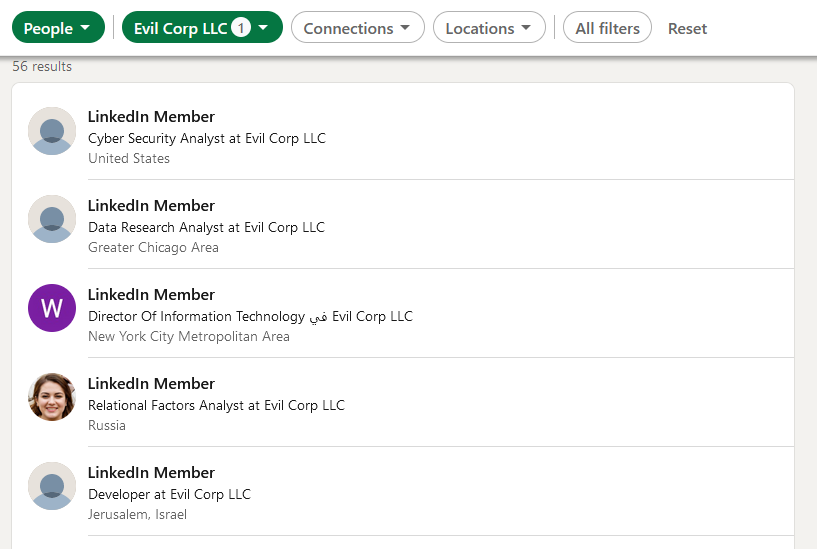 People
Evil Corp LLC 1
Connections
Locations
All filters
Reset
56 results
LinkedIn Member
Cyber Security Analyst at Evil Corp LLC
United States
LinkedIn Member
Data Research Analyst at Evil Corp LLC
Greater Chicago Area
W
LinkedIn Member
Director Of Information Technology في Evil Corp LLC
New York City Metropolitan Area
LinkedIn Member
Relational Factors Analyst at Evil Corp LLC
Russia
LinkedIn Member
Developer at Evil Corp LLC
Jerusalem, Israel